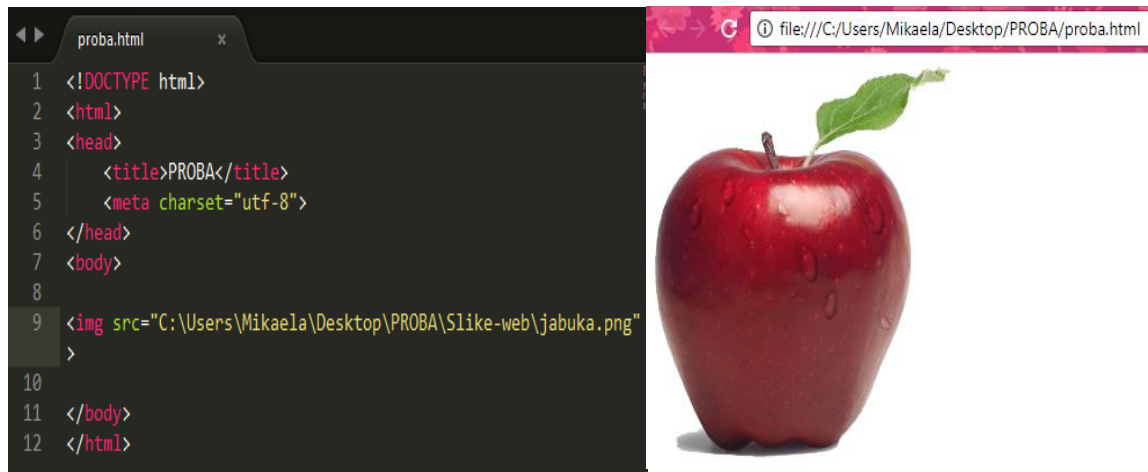 proba.html ×
1 <!DOCTYPE html>
2 <html>
3 <head>
4 <title>PROBA</title>
5 <meta charset="utf-8">
6 </head>
7 <body>
8
9 <img src="C:\Users\Mikaela\Desktop\PROBA\Slike-web\jabuka.png"
>
10
11 </body>
12 </html>
file:///C:/Users/Mikaela/Desktop/PROBA/proba.html